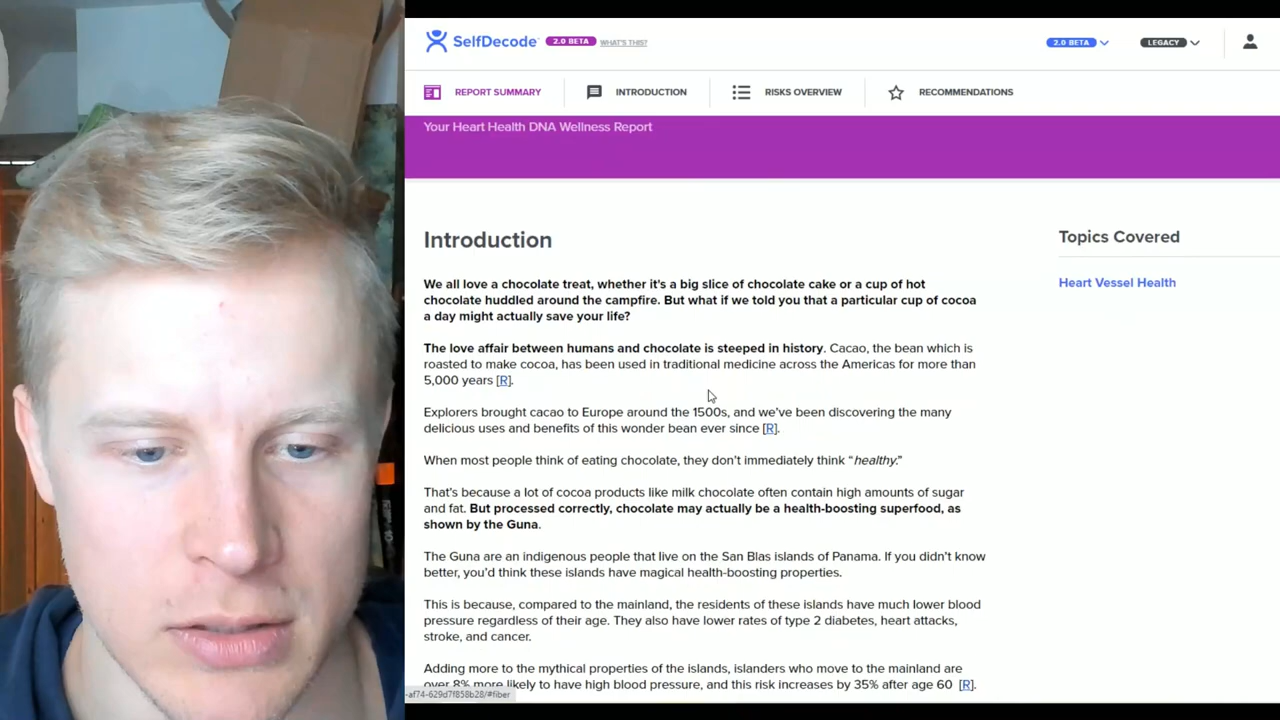 SelfDecode 2.0 BETA WHAT'S THIS? 2.0 BETA LEGACY
REPORT SUMMARY INTRODUCTION RISKS OVERVIEW RECOMMENDATIONS
Your Heart Health DNA Wellness Report
Introduction
We all love a chocolate treat, whether it's a big slice of chocolate cake or a cup of hot
chocolate huddled around the campfire. But what if we told you that a particular cup of cocoa
a day might actually save your life?
The love affair between humans and chocolate is steeped in history. Cacao, the bean which is
roasted to make cocoa, has been used in traditional medicine across the Americas for more than
5,000 years [R].
Explorers brought cacao to Europe around the 1500s, and we've been discovering the many
delicious uses and benefits of this wonder bean ever since [R].
When most people think of eating chocolate, they don't immediately think “healthy.”
That's because a lot of cocoa products like milk chocolate often contain high amounts of sugar
and fat. But processed correctly, chocolate may actually be a health-boosting superfood, as
shown by the Guna.
The Guna are an indigenous people that live on the San Blas islands of Panama. If you didn't know
better, you'd think these islands have magical health-boosting properties.
This is because, compared to the mainland, the residents of these islands have much lower blood
pressure regardless of their age. They also have lower rates of type 2 diabetes, heart attacks,
stroke, and cancer.
Adding more to the mythical properties of the islands, islanders who move to the mainland are
over 8% more likely to have high blood pressure, and this risk increases by 35% after age 60 [R].
-af74-629d7f858b28/#fiber
Topics Covered
Heart Vessel Health